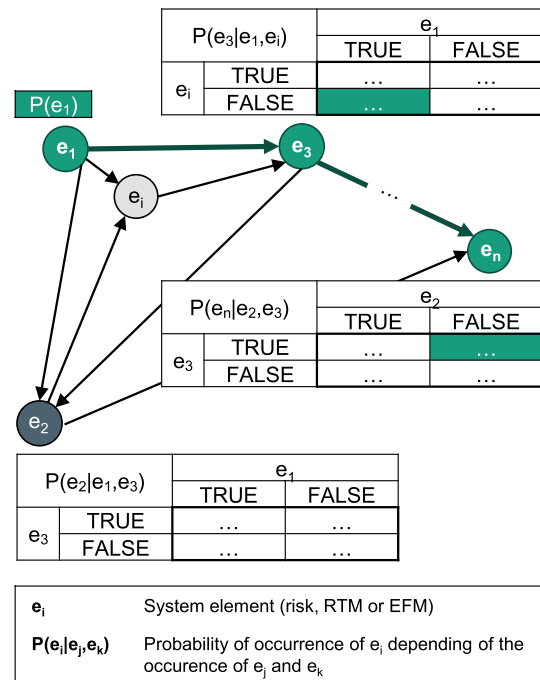 P(e3|e1,ei) e1
TRUE FALSE
ei TRUE … …
FALSE … …
P(e1)
e1
e3
ei
…
en
P(en|e2,e3) e2
TRUE FALSE
e3 TRUE … …
FALSE … …
e2
P(e2|e1,e3) e1
TRUE FALSE
e3 TRUE … …
FALSE … …
ei System element (risk, RTM or EFM)
P(ei|ej,ek) Probability of occurrence of ei depending of the
occurence of ej and ek